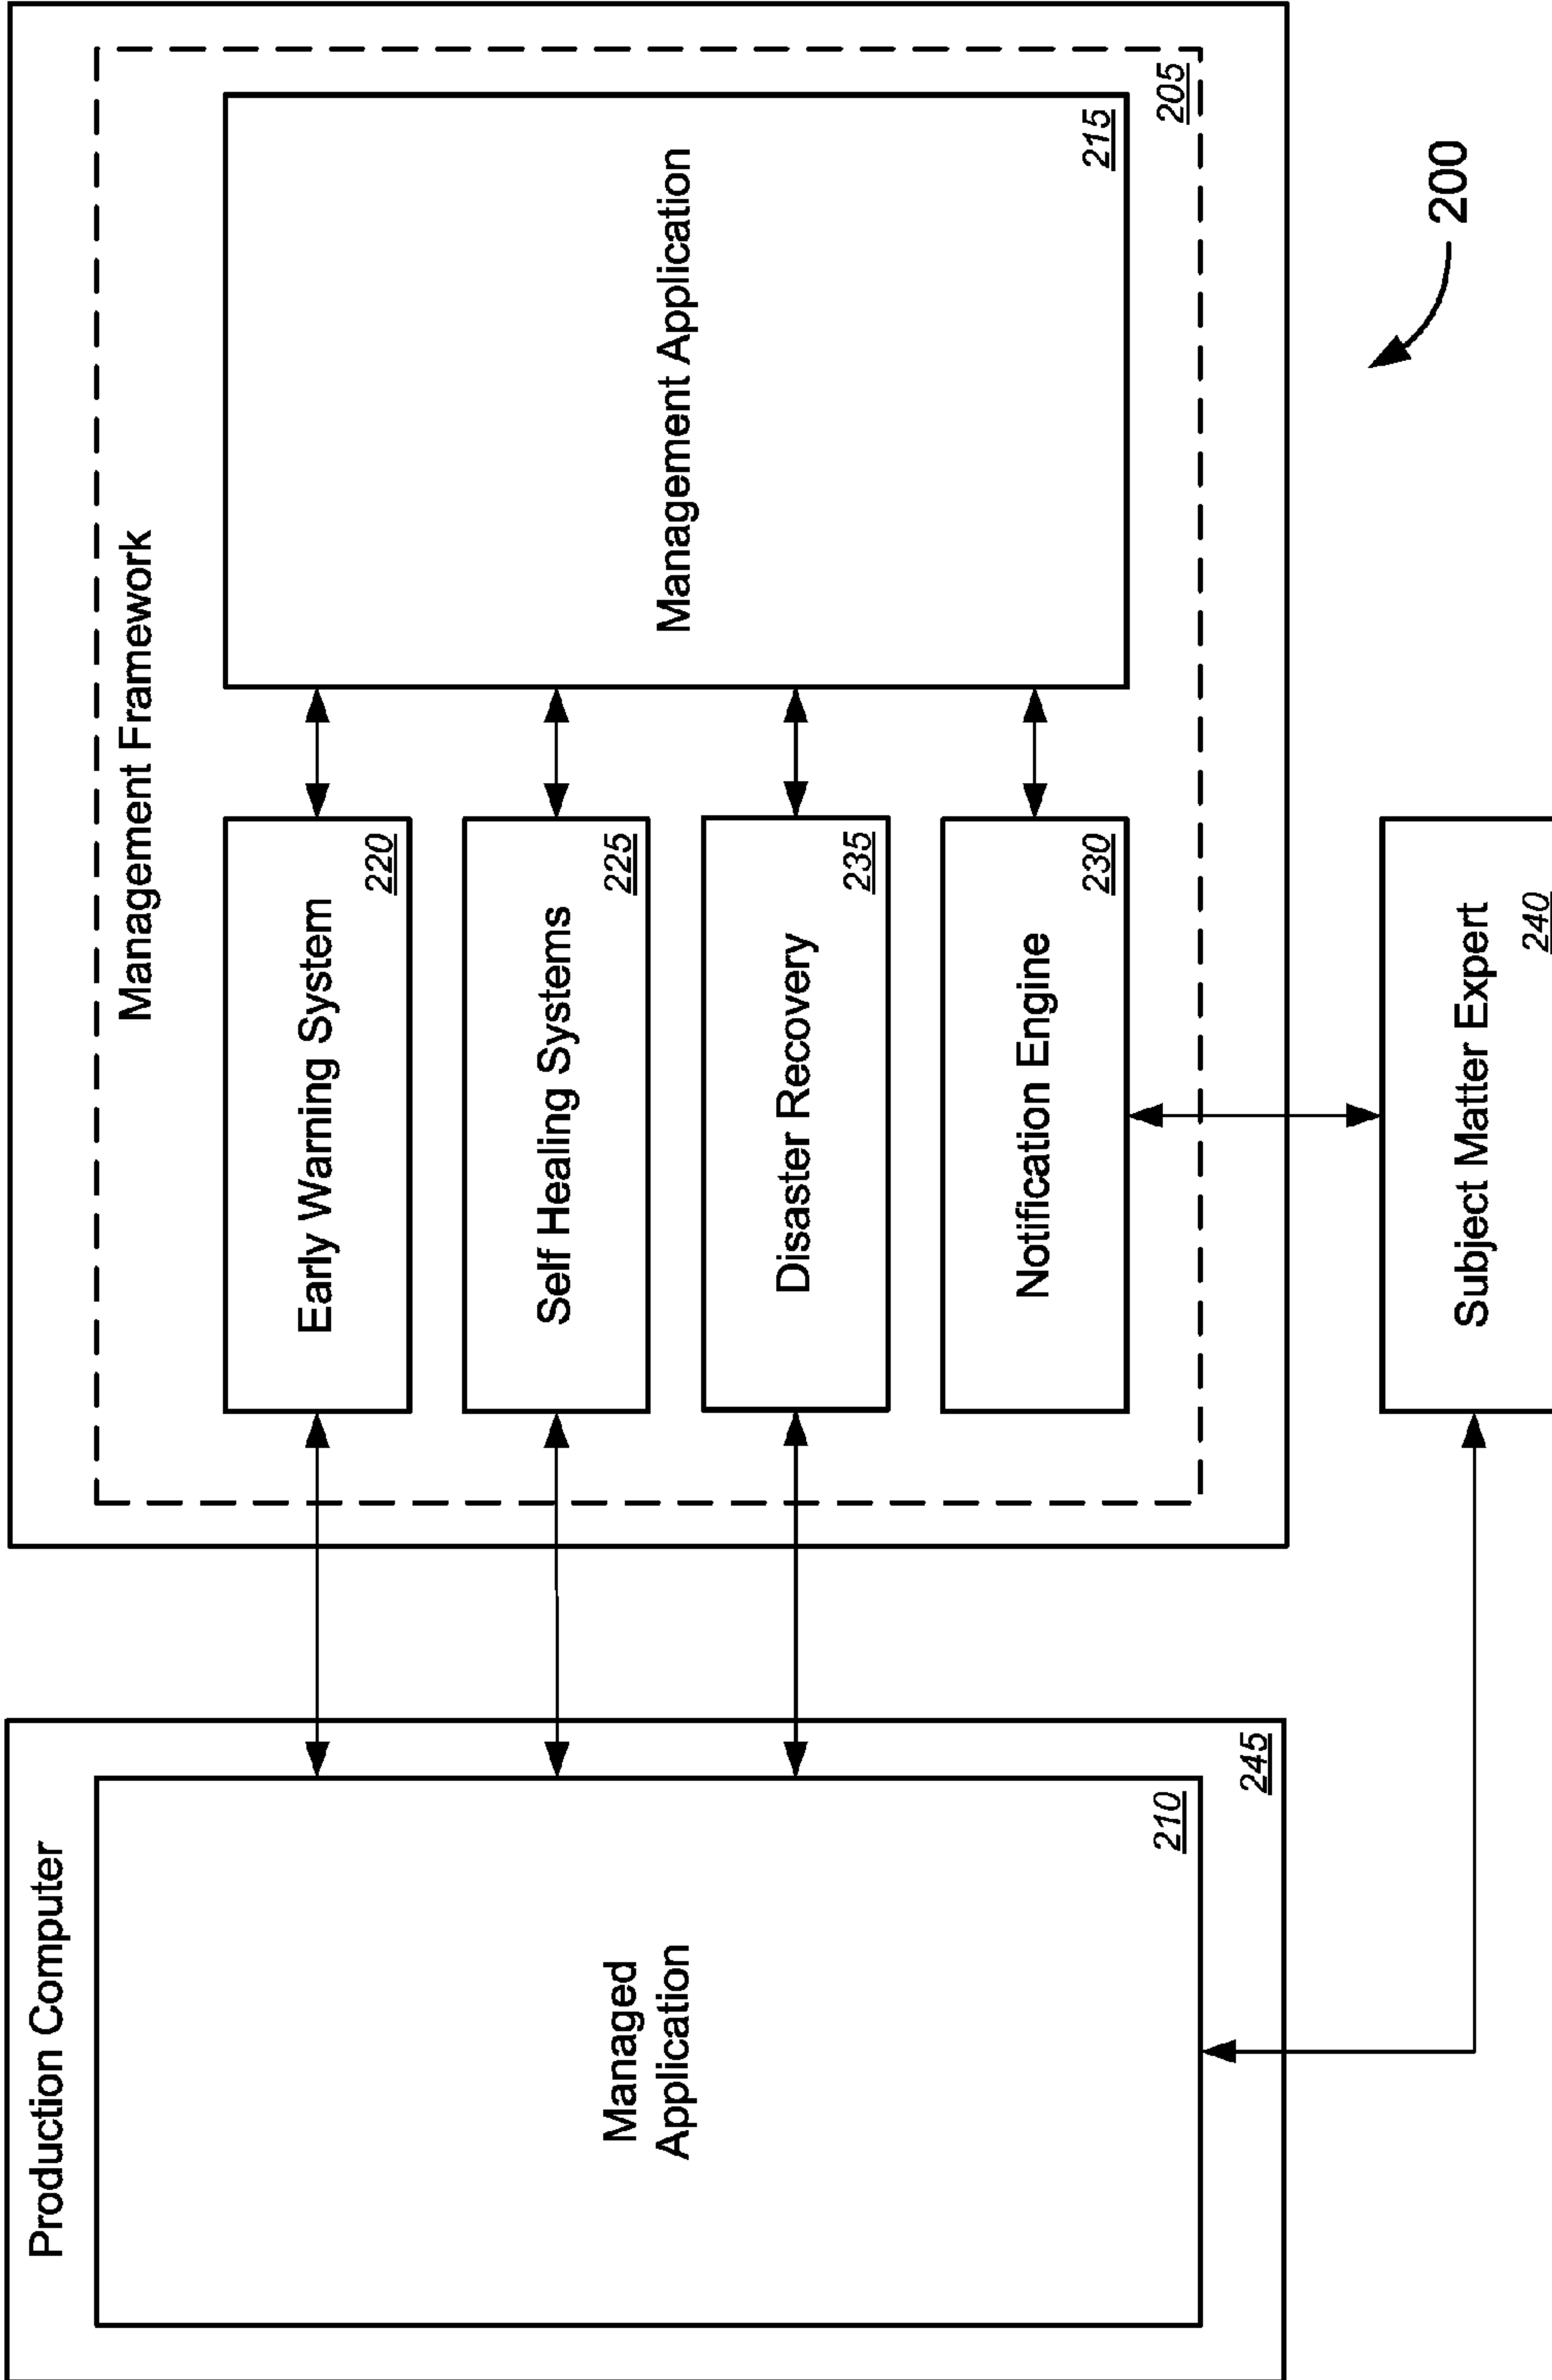 Production Computer
Managed
Application
210
245
Management Framework
Early Warning System
220
Self Healing Systems
225
Disaster Recovery
235
Notification Engine
230
Management Application
215
205
Subject Matter Expert
240
200